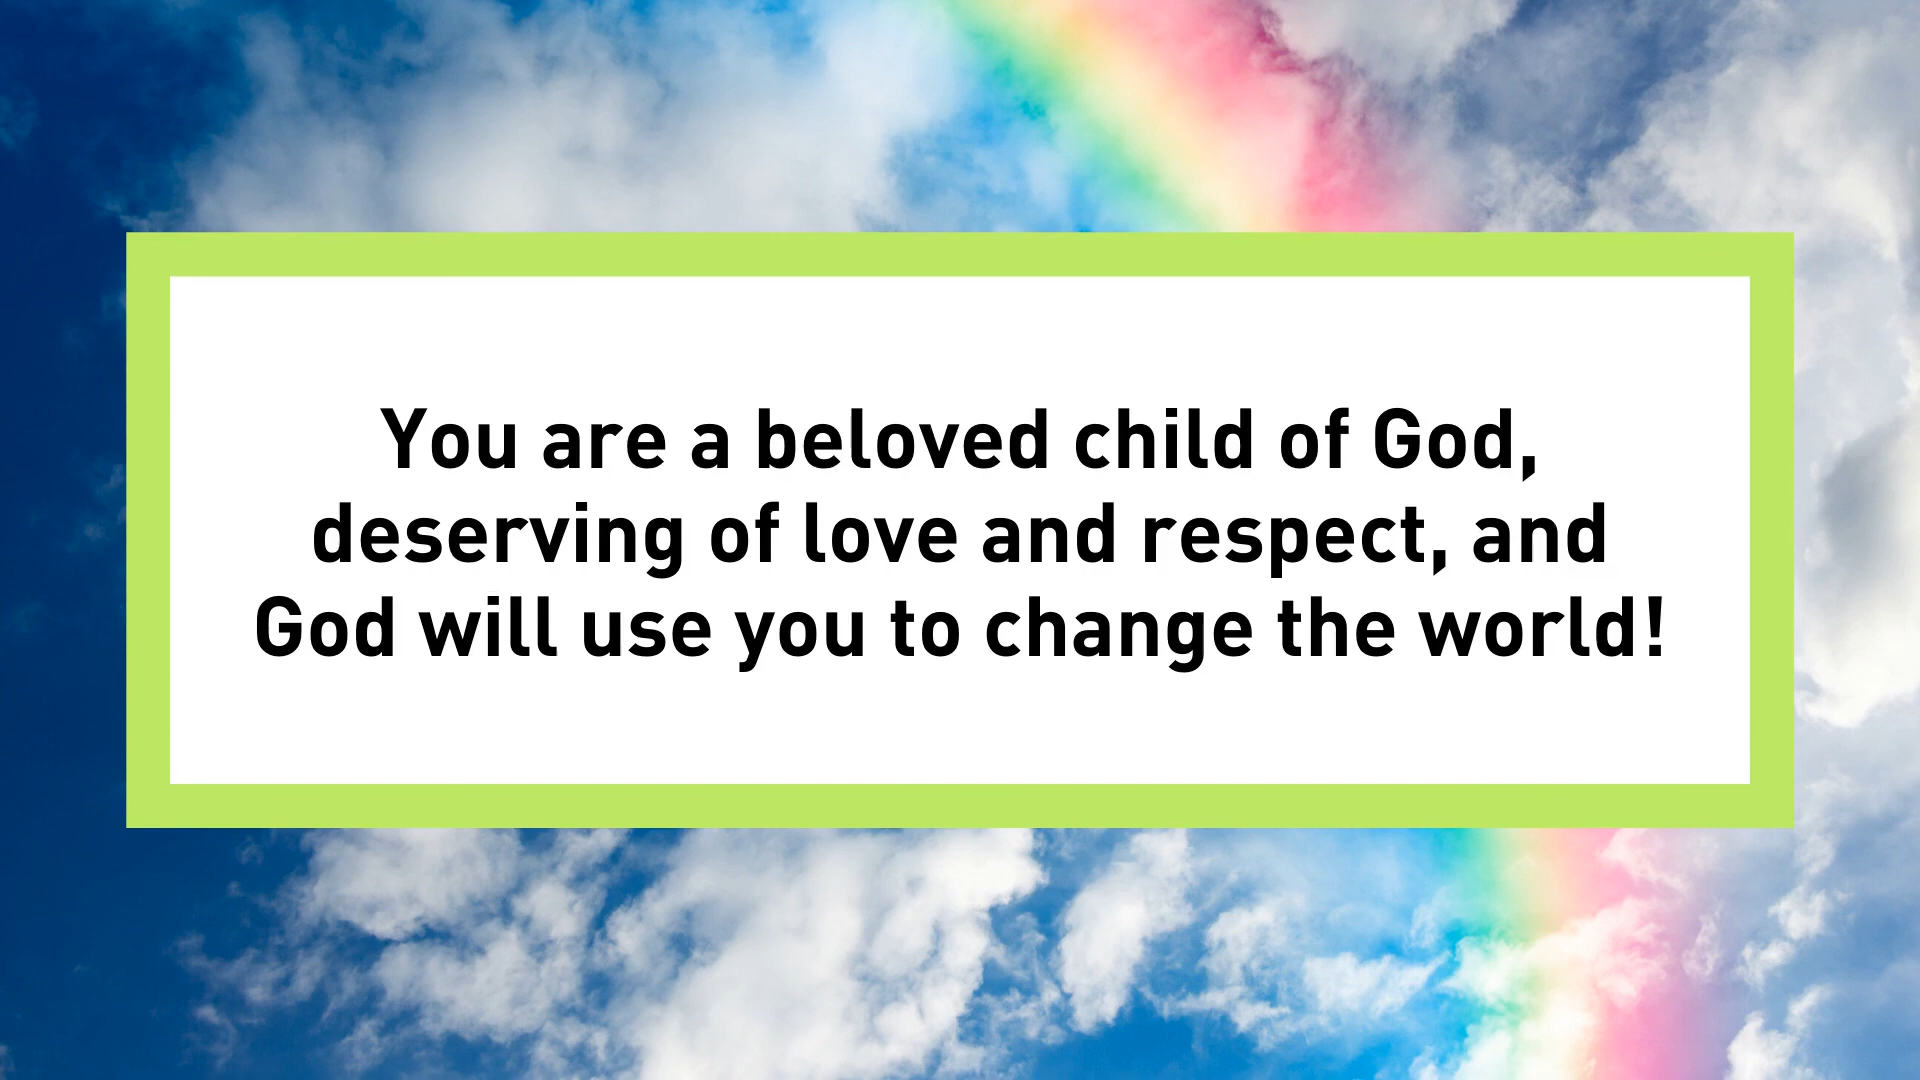 You are a beloved child of God,
deserving of love and respect, and
God will use you to change the world!